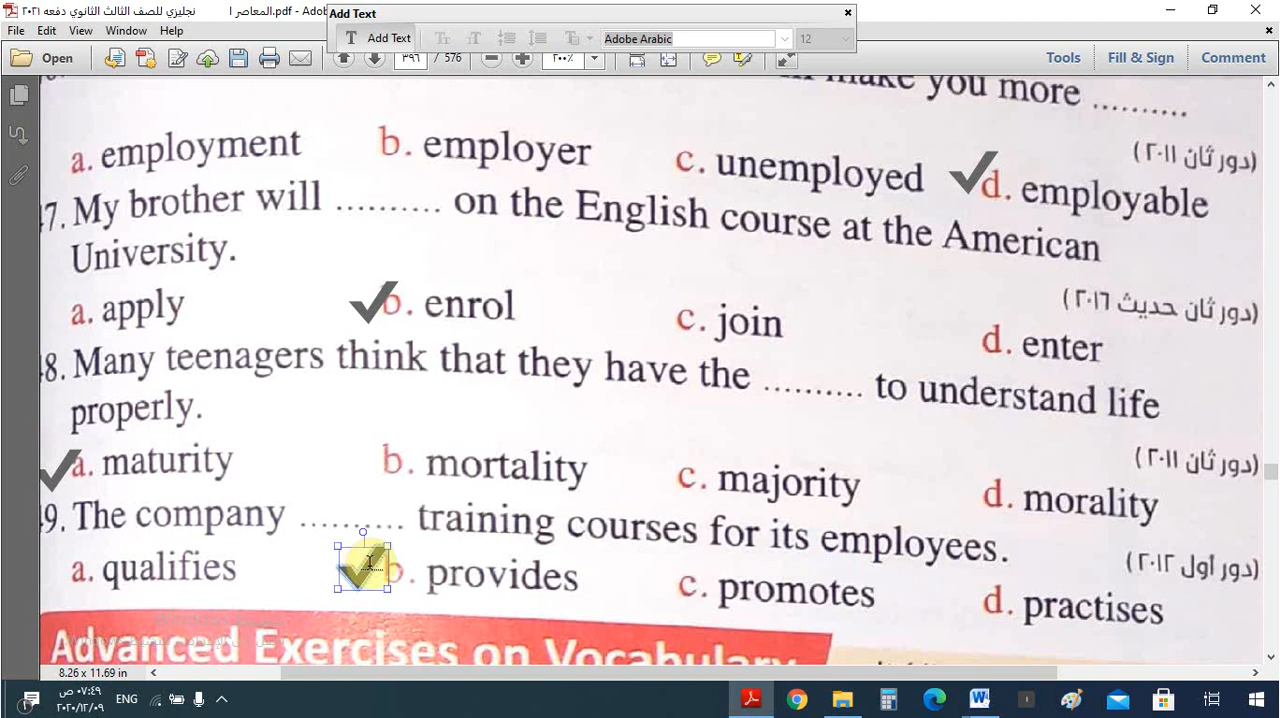 نجليزي للصف الثالث الثانوي دفعه ٢٠٢١ المعاصر ا.pdf - Adob
Add Text
File Edit View Window Help
Add Text
Adobe Arabic
12
Open
٣٩٦ / 576
٢٠٠٪
Tools
Fill & Sign
Comment
make you more ..........
(دور ثان ٢٠١١)
a. employment b. employer c. unemployed d. employable
47. My brother will .......... on the English course at the American
University.
(دور ثان حديث ٢٠١٦)
a. apply b. enrol c. join d. enter
48. Many teenagers think that they have the .......... to understand life
properly.
(دور ثان ٢٠١١)
a. maturity b. mortality c. majority d. morality
49. The company .......... training courses for its employees.
(دور أول ٢٠١٢)
a. qualifies b. provides c. promotes d. practises
Advanced Exercises on Vocabulary
8.26 x 11.69 in
ENG
٠٧:٤٩ ص
٢٠٢٠/١٢/٠٩